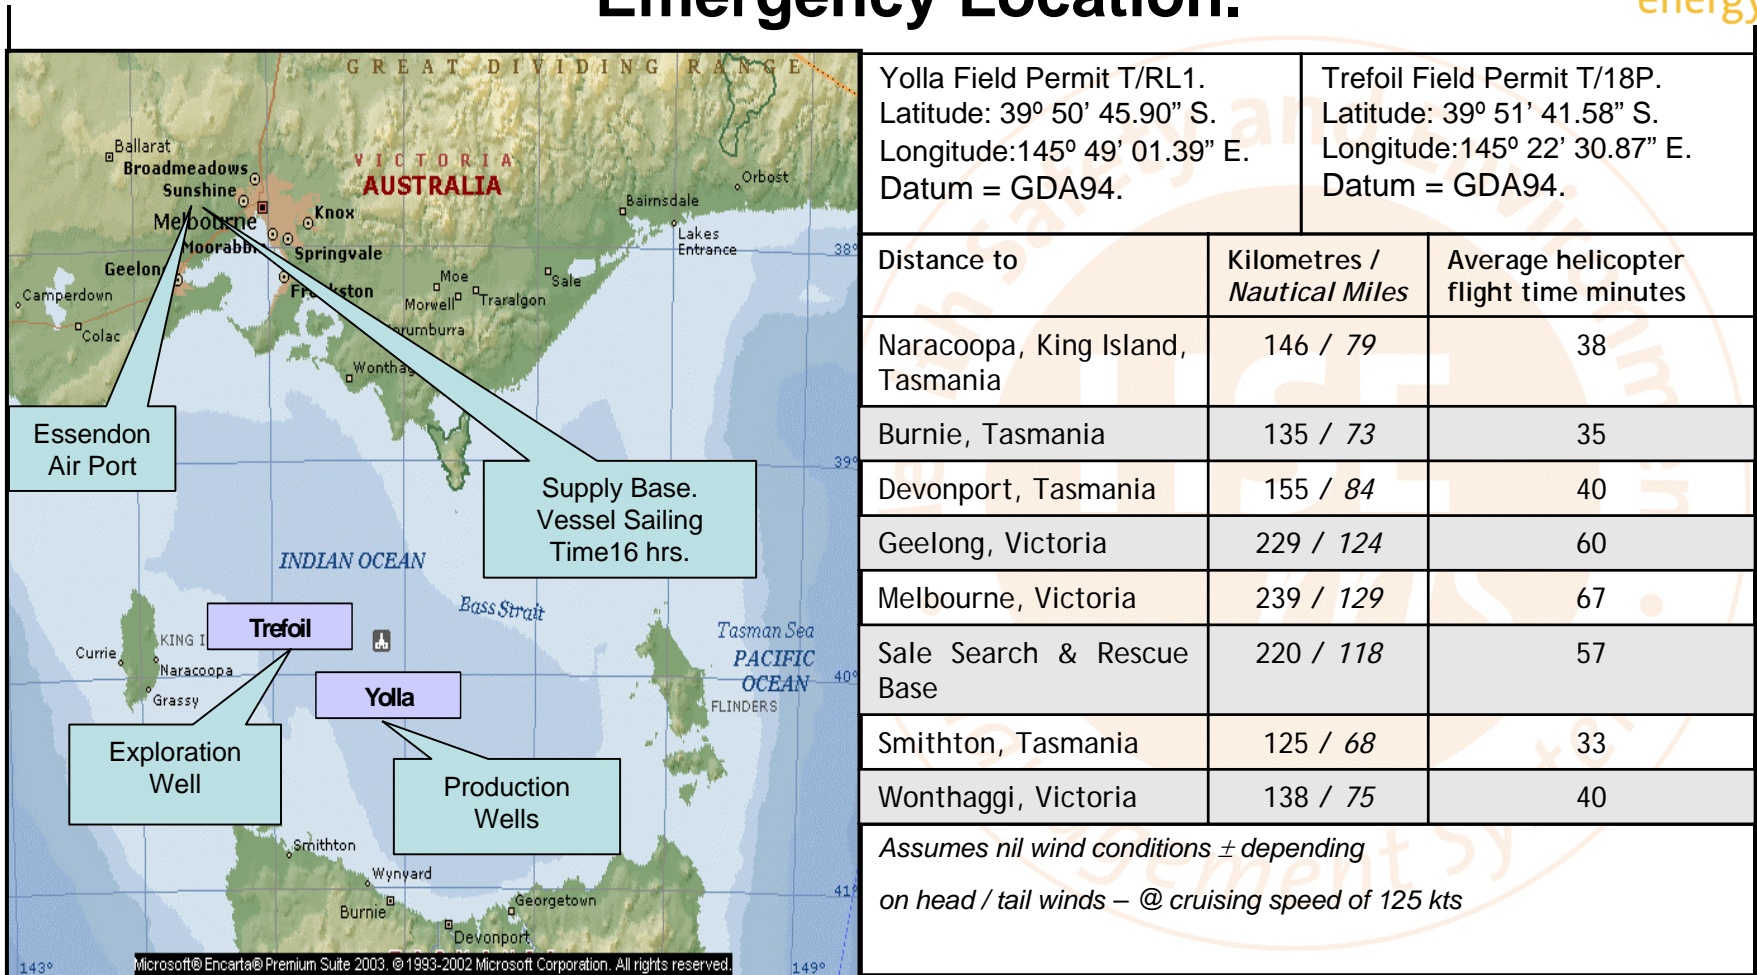 Emergency Location.
energy
GREAT DIVIDING RANGE
Ballarat
Broadmeadows
Sunshine
Melbourne
Moorabbin
Geelong
Camperdown
Colac
VICTORIA
AUSTRALIA
Knox
Springvale
Frankston
Moe
Morwell
Traralgon
Sale
Bairnsdale
Orbost
Lakes
Entrance
Korumburra
Wonthaggi
38°
39°
40°
41°
143°
149°
Essendon
Air Port
Supply Base.
Vessel Sailing
Time16 hrs.
INDIAN OCEAN
Bass Strait
Tasman Sea
PACIFIC
OCEAN
FLINDERS
KING I
Currie
Naracoopa
Grassy
Trefoil
Yolla
Exploration
Well
Production
Wells
Smithton
Wynyard
Burnie
Georgetown
Devonport
Microsoft® Encarta® Premium Suite 2003. © 1993-2002 Microsoft Corporation. All rights reserved.
Yolla Field Permit T/RL1.
Latitude: 39º 50’ 45.90” S.
Longitude:145º 49’ 01.39” E.
Datum = GDA94.
Trefoil Field Permit T/18P.
Latitude: 39º 51’ 41.58” S.
Longitude:145º 22’ 30.87” E.
Datum = GDA94.
Distance to
Kilometres /
Nautical Miles
Average helicopter
flight time minutes
Naracoopa, King Island,
Tasmania
146 / 79
38
Burnie, Tasmania
135 / 73
35
Devonport, Tasmania
155 / 84
40
Geelong, Victoria
229 / 124
60
Melbourne, Victoria
239 / 129
67
Sale Search & Rescue
Base
220 / 118
57
Smithton, Tasmania
125 / 68
33
Wonthaggi, Victoria
138 / 75
40
Assumes nil wind conditions ± depending
on head / tail winds – @ cruising speed of 125 kts
Health Safety and Environment
HSE
MS
Management System